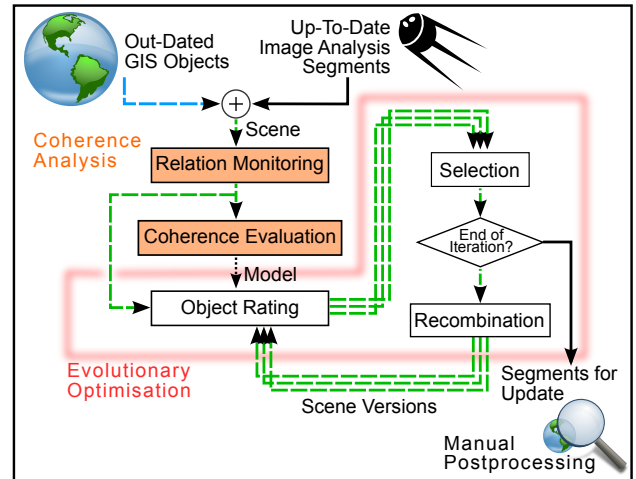 Out-Dated
GIS Objects
Up-To-Date
Image Analysis
Segments
+
Scene
Coherence
Analysis
Relation Monitoring
Selection
Coherence Evaluation
End of
Iteration?
Model
Object Rating
Recombination
Evolutionary
Optimisation
Scene Versions
Segments for
Update
Manual
Postprocessing